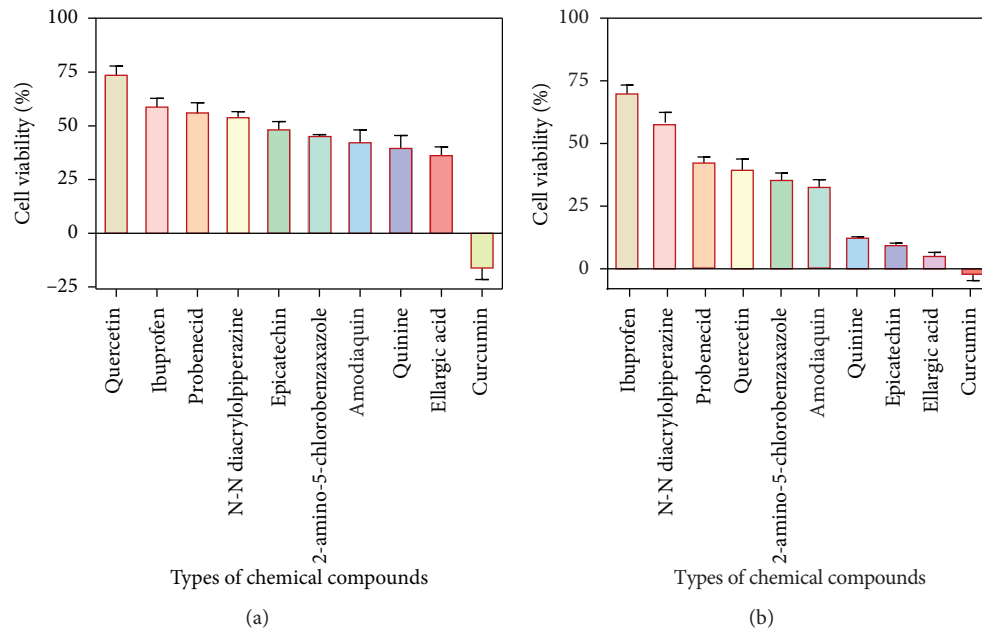 100
75
50
25
0
−25
Cell viability (%)
Quercetin
Ibuprofen
Probenecid
N-N diacrylolpiperazine
Epicatechin
2-amino-5-chlorobenzaxazole
Amodiaquin
Quinine
Ellargic acid
Curcumin
Types of chemical compounds
(a)
100
75
50
25
0
Cell viability (%)
Ibuprofen
N-N diacrylolpiperazine
Probenecid
Quercetin
2-amino-5-chlorobenzaxazole
Amodiaquin
Quinine
Epicatechin
Ellargic acid
Curcumin
Types of chemical compounds
(b)